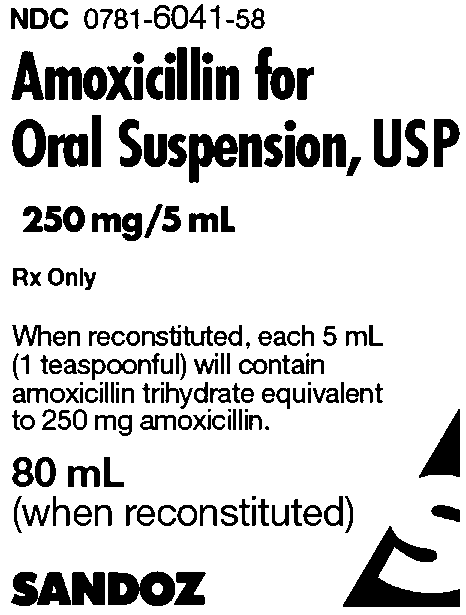 NDC 0781-6041-58
Amoxicillin for
Oral Suspension, USP
250 mg/5 mL
Rx Only
When reconstituted, each 5 mL
(1 teaspoonful) will contain
amoxicillin trihydrate equivalent
to 250 mg amoxicillin.
80 mL
(when reconstituted)
SANDOZ
S